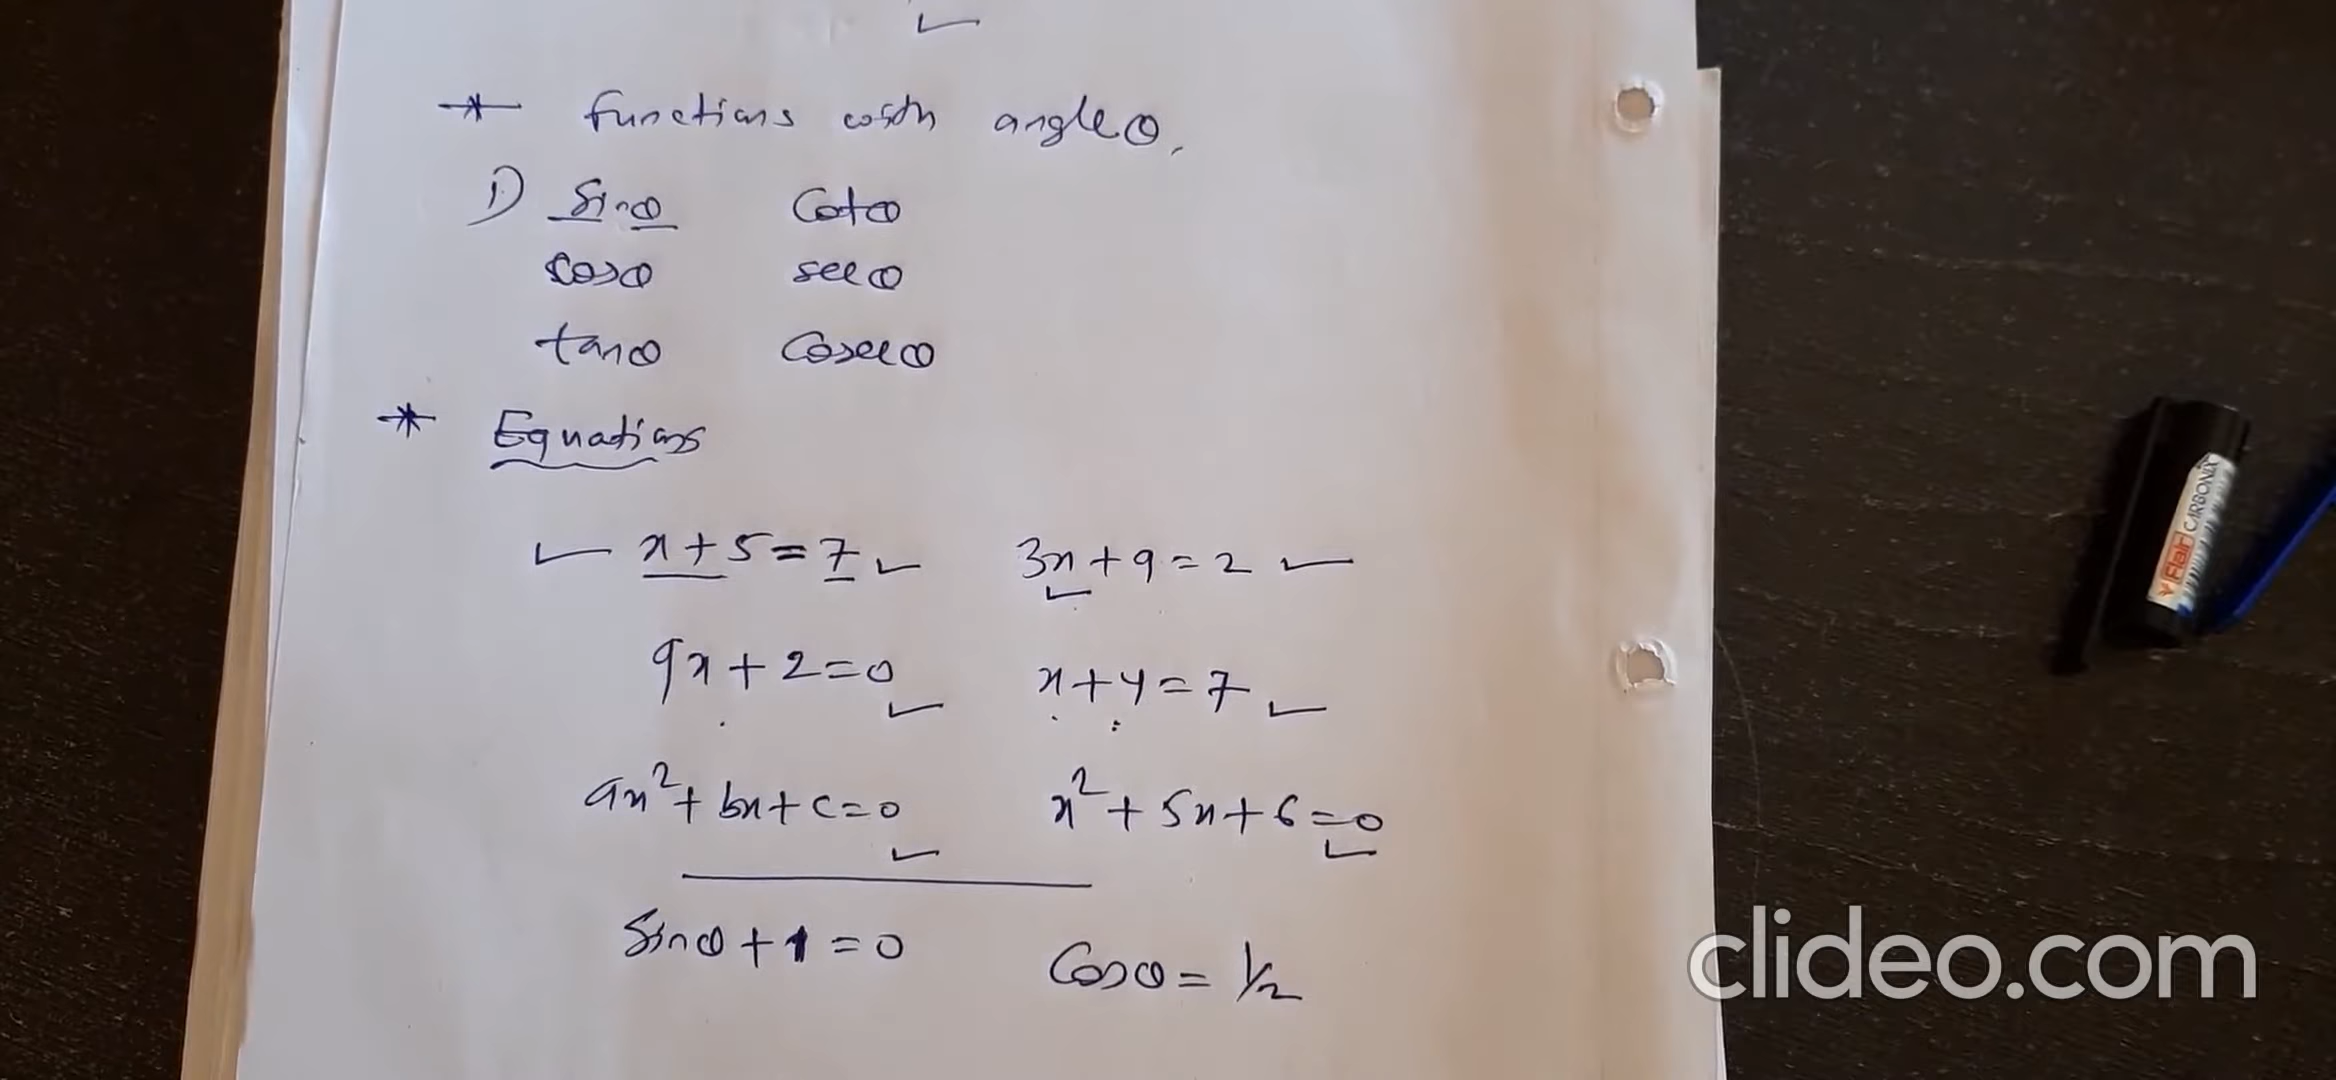 * Functions with angle θ,
1) Sinθ Cotθ
Cosθ secθ
tanθ Cosecθ
* Equations
✓ x+5=7 ✓ 3x+9=2 ✓
9x+2=0 ✓ x+y=7 ✓
ax²+bx+c=0 ✓ x²+5x+6=0 ✓
Sinθ+1=0 Cosθ=1/2
Flair CARBONIX
clideo.com